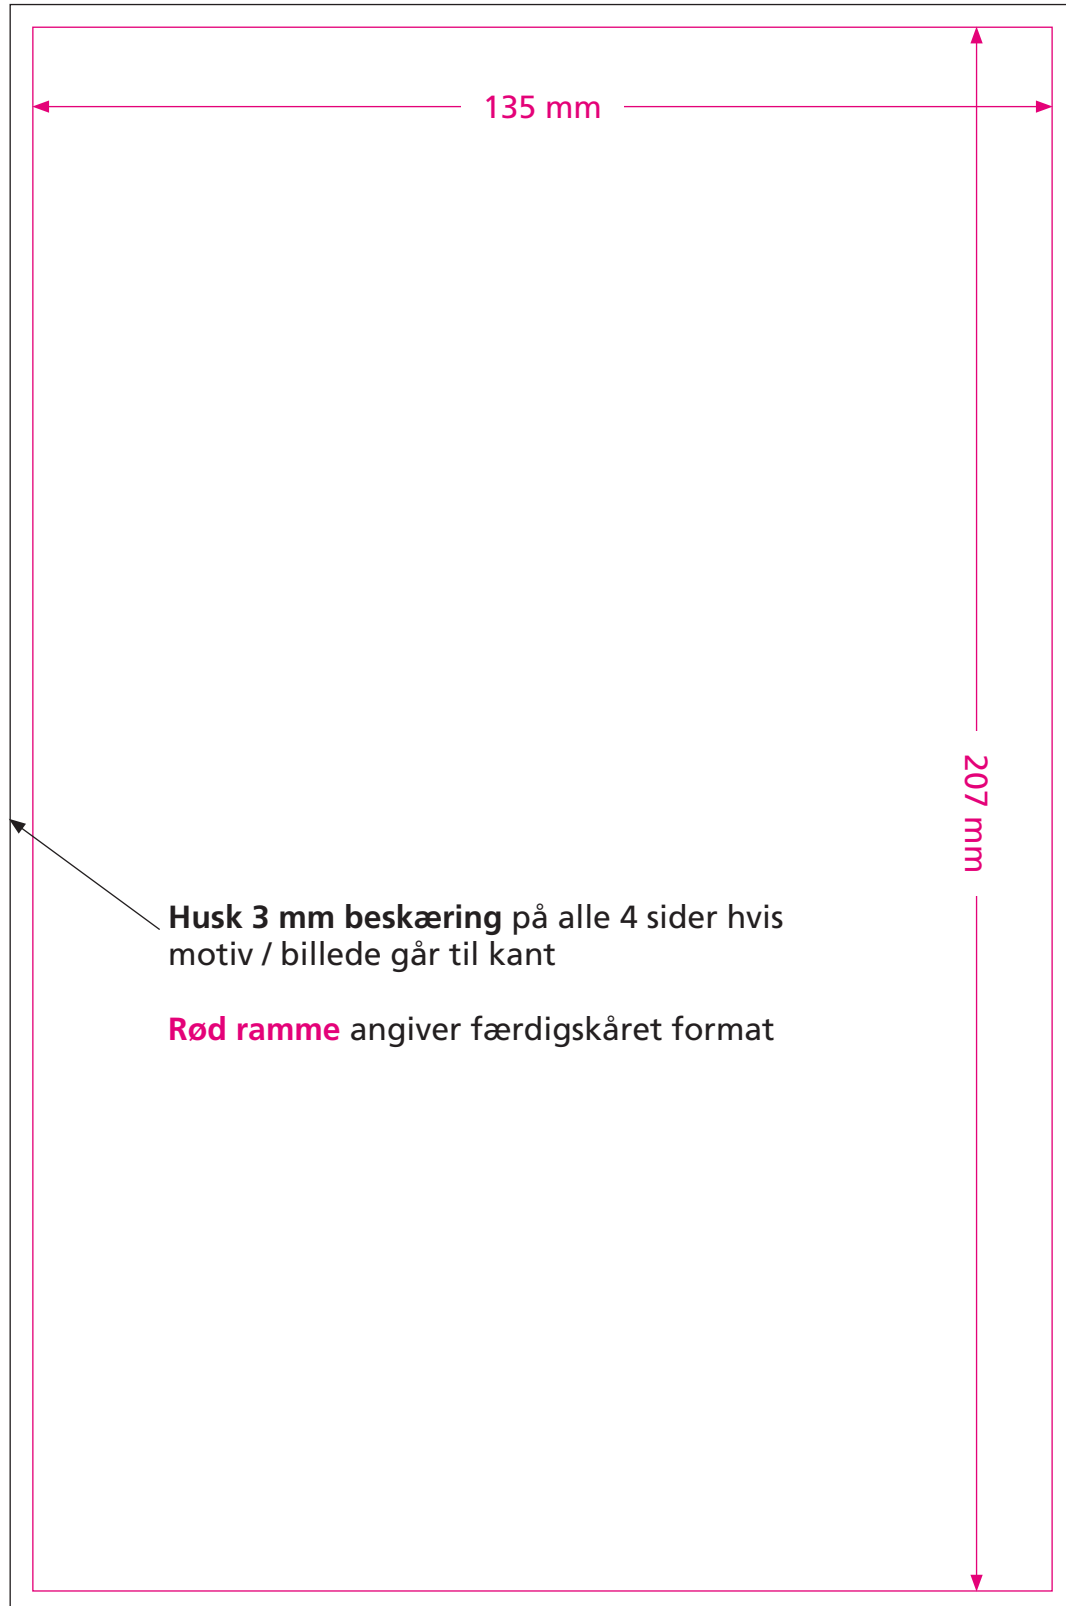 135 mm
207 mm
Husk 3 mm beskæring på alle 4 sider hvis
motiv / billede går til kant
Rød ramme angiver færdigskåret format